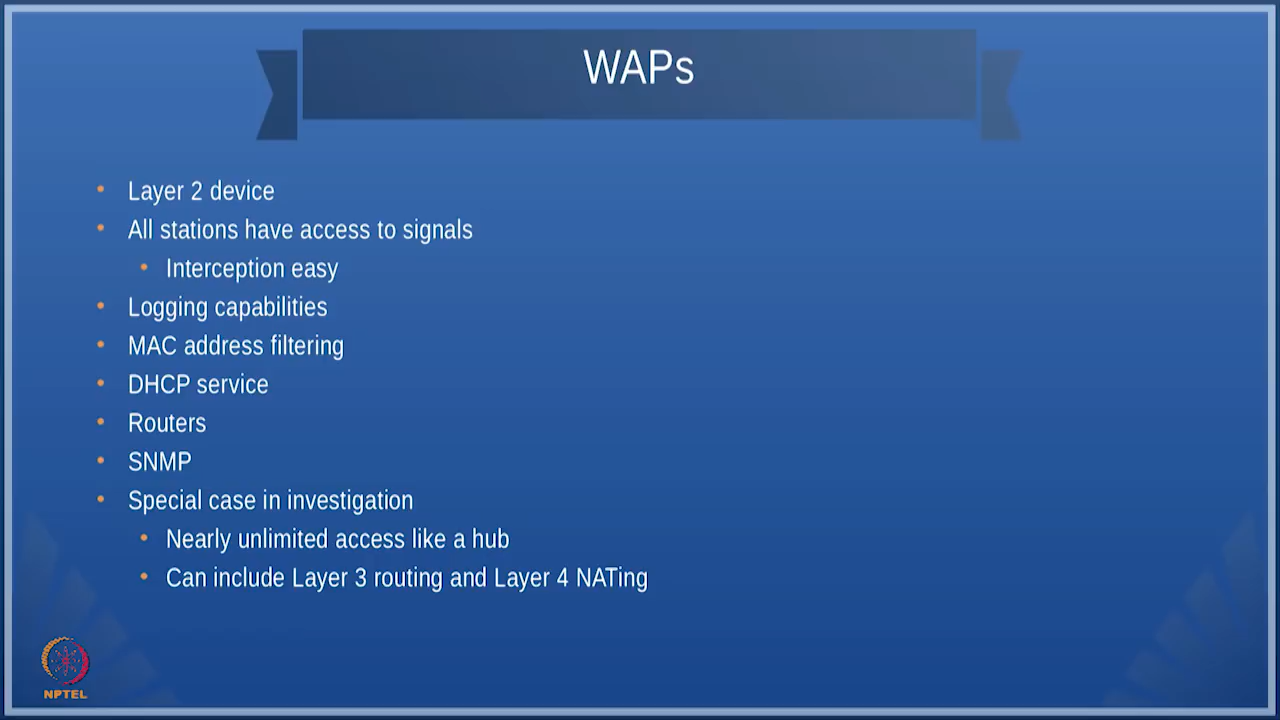 WAPs
Layer 2 device
All stations have access to signals
Interception easy
Logging capabilities
MAC address filtering
DHCP service
Routers
SNMP
Special case in investigation
Nearly unlimited access like a hub
Can include Layer 3 routing and Layer 4 NATing
NPTEL